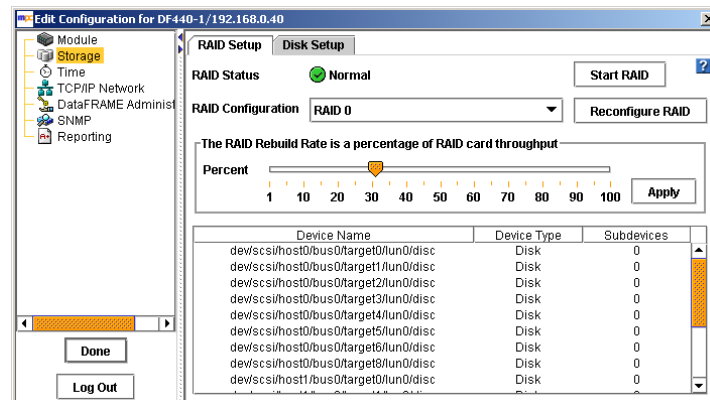 mpc Edit Configuration for DF440-1/192.168.0.40
Module
Storage
Time
TCP/IP Network
DataFRAME Administ
SNMP
Reporting
Done
Log Out
RAID Setup Disk Setup
RAID Status Normal Start RAID ?
RAID Configuration RAID 0 Reconfigure RAID
The RAID Rebuild Rate is a percentage of RAID card throughput
Percent
1 10 20 30 40 50 60 70 80 90 100 Apply
Device Name Device Type Subdevices
dev/scsi/host0/bus0/target0/lun0/disc Disk 0
dev/scsi/host0/bus0/target1/lun0/disc Disk 0
dev/scsi/host0/bus0/target2/lun0/disc Disk 0
dev/scsi/host0/bus0/target3/lun0/disc Disk 0
dev/scsi/host0/bus0/target4/lun0/disc Disk 0
dev/scsi/host0/bus0/target5/lun0/disc Disk 0
dev/scsi/host0/bus0/target6/lun0/disc Disk 0
dev/scsi/host0/bus0/target8/lun0/disc Disk 0
dev/scsi/host1/bus0/target0/lun0/disc Disk 0